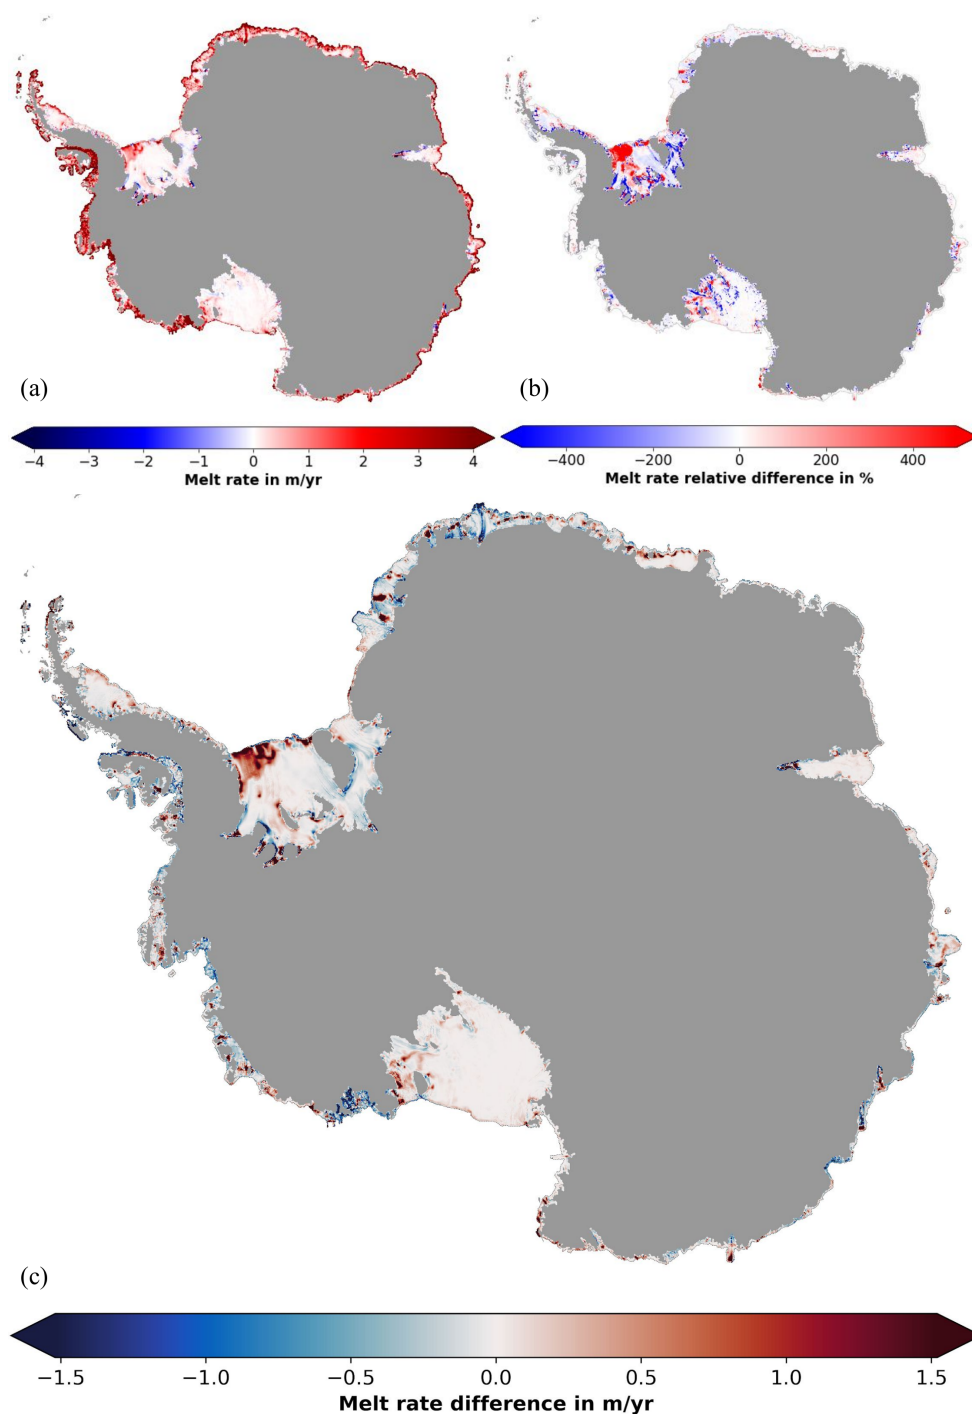 (a)
(b)
−4 −3 −2 −1 0 1 2 3 4
Melt rate in m/yr
−400 −200 0 200 400
Melt rate relative difference in %
(c)
−1.5 −1.0 −0.5 0.0 0.5 1.0 1.5
Melt rate difference in m/yr